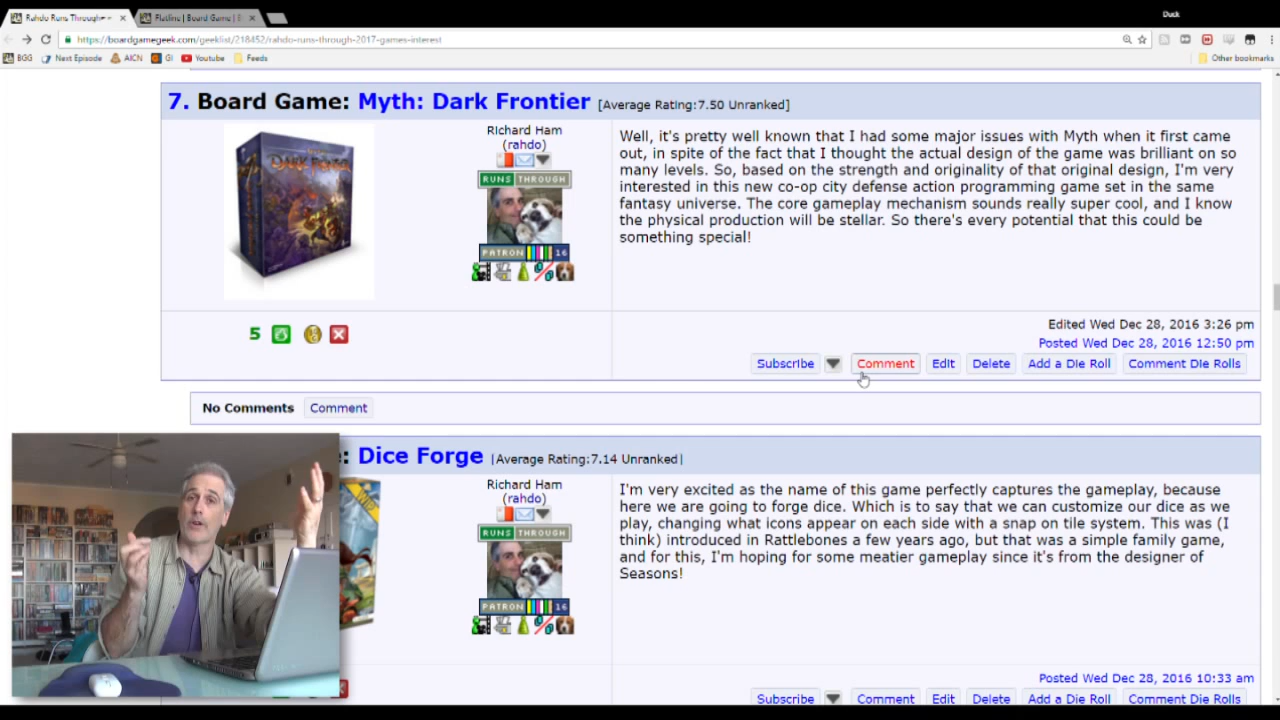 Rahdo Runs Through
Flatline | Board Game | B
Duck
https://boardgamegeek.com/geeklist/218452/rahdo-runs-through-2017-games-interest
BGG Next Episode AICN GI Youtube Feeds Other bookmarks
7. Board Game: Myth: Dark Frontier [Average Rating:7.50 Unranked]
DARK FRONTIER
Richard Ham
(rahdo)
RUNS THROUGH
PATRON 16
Well, it's pretty well known that I had some major issues with Myth when it first came
out, in spite of the fact that I thought the actual design of the game was brilliant on so
many levels. So, based on the strength and originality of that original design, I'm very
interested in this new co-op city defense action programming game set in the same
fantasy universe. The core gameplay mechanism sounds really super cool, and I know
the physical production will be stellar. So there's every potential that this could be
something special!
5
Edited Wed Dec 28, 2016 3:26 pm
Posted Wed Dec 28, 2016 12:50 pm
Subscribe Comment Edit Delete Add a Die Roll Comment Die Rolls
No Comments Comment
: Dice Forge [Average Rating:7.14 Unranked]
Richard Ham
(rahdo)
RUNS THROUGH
PATRON 16
I'm very excited as the name of this game perfectly captures the gameplay, because
here we are going to forge dice. Which is to say that we can customize our dice as we
play, changing what icons appear on each side with a snap on tile system. This was (I
think) introduced in Rattlebones a few years ago, but that was a simple family game,
and for this, I'm hoping for some meatier gameplay since it's from the designer of
Seasons!
Posted Wed Dec 28, 2016 10:33 am
Subscribe Comment Edit Delete Add a Die Roll Comment Die Rolls